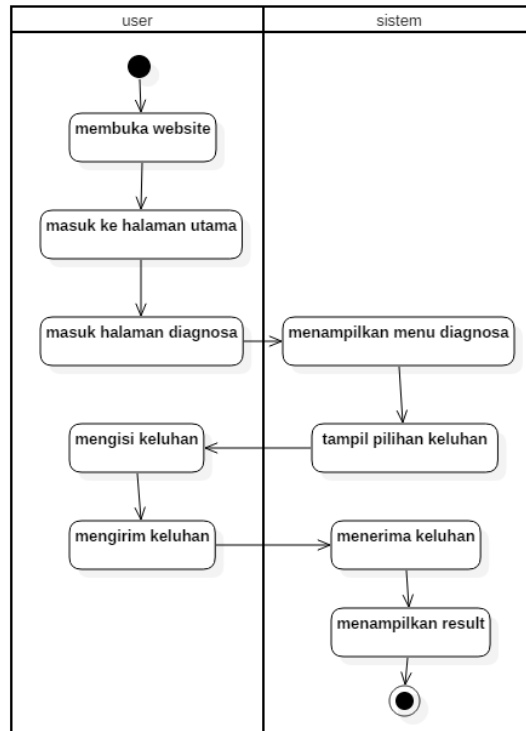 user
sistem
membuka website
masuk ke halaman utama
masuk halaman diagnosa
menampilkan menu diagnosa
mengisi keluhan
tampil pilihan keluhan
mengirim keluhan
menerima keluhan
menampilkan result